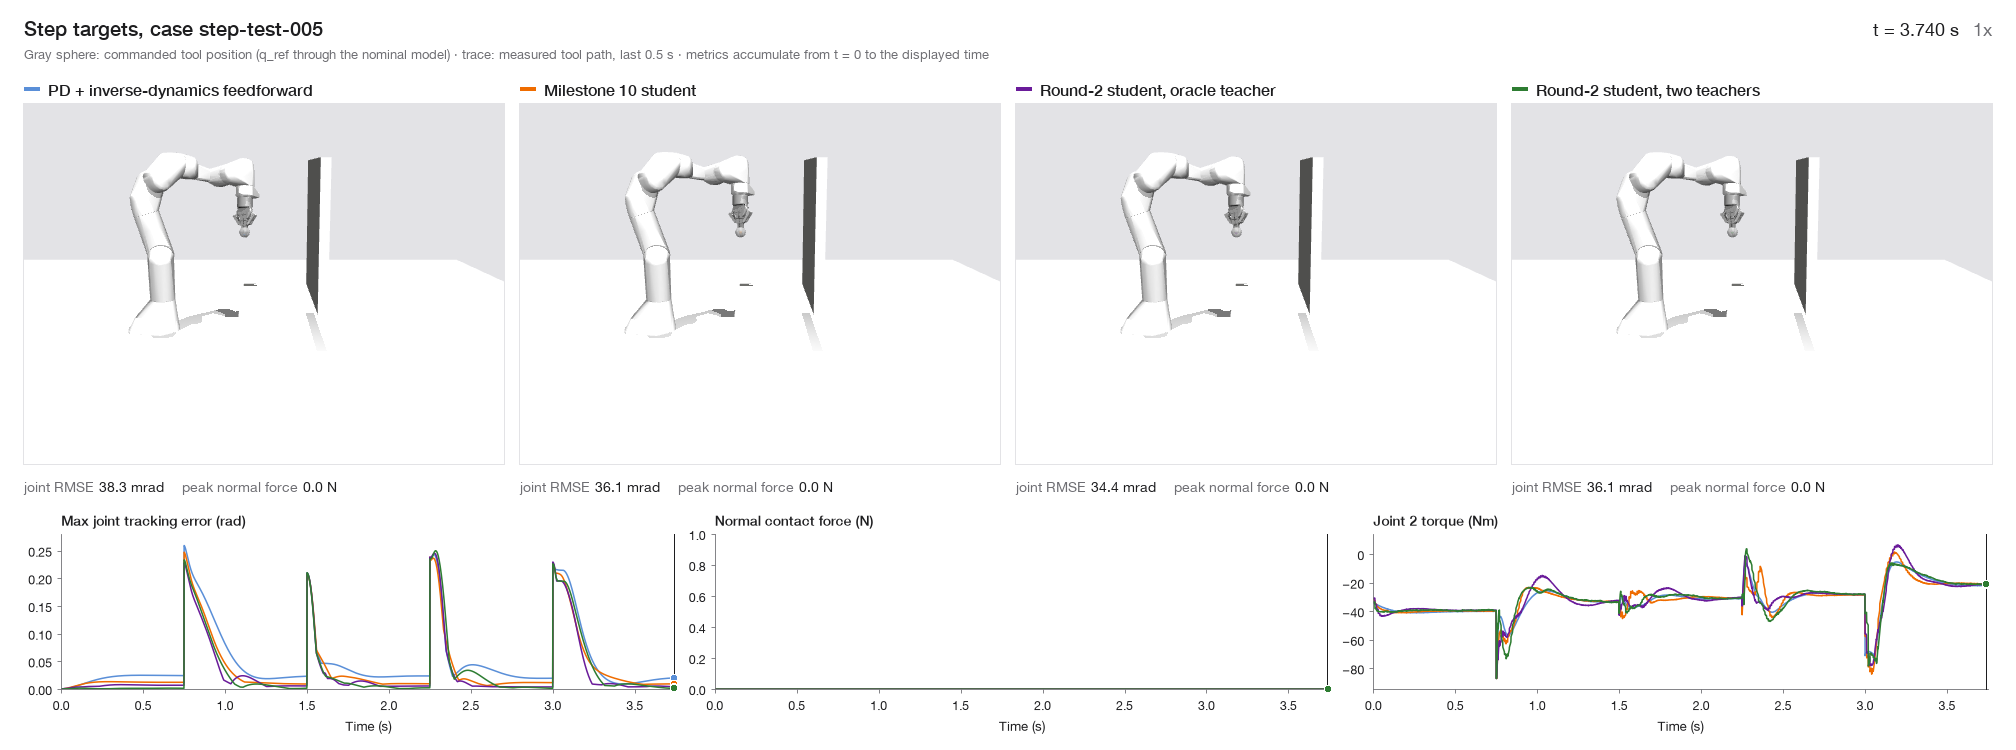 Step targets, case step-test-005
t = 3.740 s 1x
Gray sphere: commanded tool position (q_ref through the nominal model) · trace: measured tool path, last 0.5 s · metrics accumulate from t = 0 to the displayed time
PD + inverse-dynamics feedforward
Milestone 10 student
Round-2 student, oracle teacher
Round-2 student, two teachers
joint RMSE 38.3 mrad peak normal force 0.0 N
joint RMSE 36.1 mrad peak normal force 0.0 N
joint RMSE 34.4 mrad peak normal force 0.0 N
joint RMSE 36.1 mrad peak normal force 0.0 N
Max joint tracking error (rad)
0.25
0.20
0.15
0.10
0.05
0.00
0.0 0.5 1.0 1.5 2.0 2.5 3.0 3.5
Time (s)
Normal contact force (N)
1.0
0.8
0.6
0.4
0.2
0.0
0.0 0.5 1.0 1.5 2.0 2.5 3.0 3.5
Time (s)
Joint 2 torque (Nm)
0
−20
−40
−60
−80
0.0 0.5 1.0 1.5 2.0 2.5 3.0 3.5
Time (s)